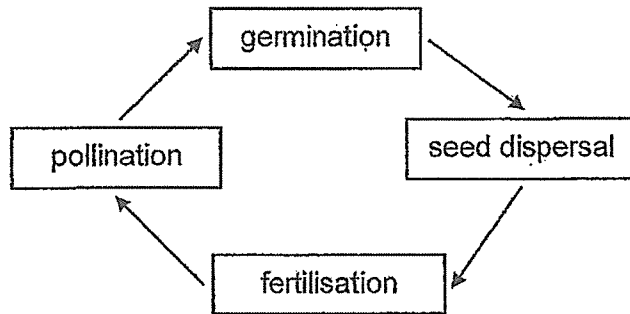 germination
pollination
seed dispersal
fertilisation